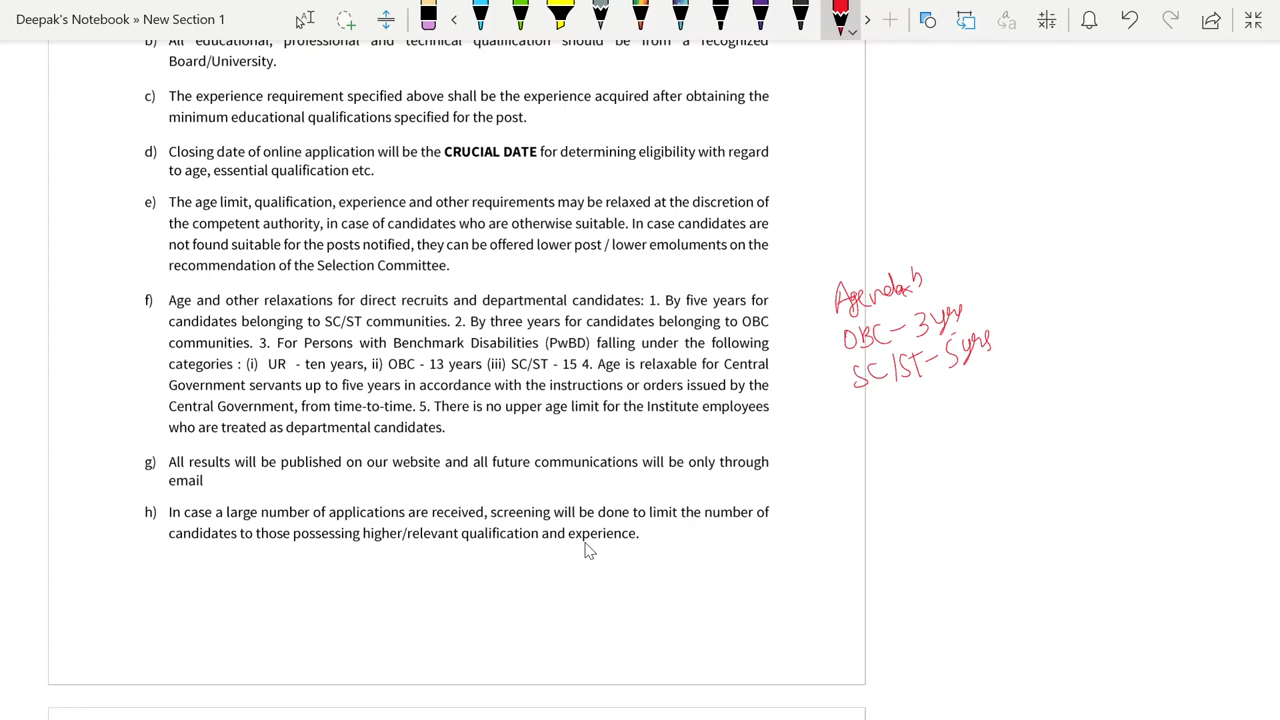 Deepak's Notebook » New Section 1
b) All educational, professional and technical qualification should be from a recognized
Board/University.
c) The experience requirement specified above shall be the experience acquired after obtaining the
minimum educational qualifications specified for the post.
d) Closing date of online application will be the CRUCIAL DATE for determining eligibility with regard
to age, essential qualification etc.
e) The age limit, qualification, experience and other requirements may be relaxed at the discretion of
the competent authority, in case of candidates who are otherwise suitable. In case candidates are
not found suitable for the posts notified, they can be offered lower post / lower emoluments on the
recommendation of the Selection Committee.
f) Age and other relaxations for direct recruits and departmental candidates: 1. By five years for
candidates belonging to SC/ST communities. 2. By three years for candidates belonging to OBC
communities. 3. For Persons with Benchmark Disabilities (PwBD) falling under the following
categories : (i) UR - ten years, ii) OBC - 13 years (iii) SC/ST - 15 4. Age is relaxable for Central
Government servants up to five years in accordance with the instructions or orders issued by the
Central Government, from time-to-time. 5. There is no upper age limit for the Institute employees
who are treated as departmental candidates.
g) All results will be published on our website and all future communications will be only through
email
h) In case a large number of applications are received, screening will be done to limit the number of
candidates to those possessing higher/relevant qualification and experience.
Age
OBC - 3 yrs
SC/ST - 5 yrs